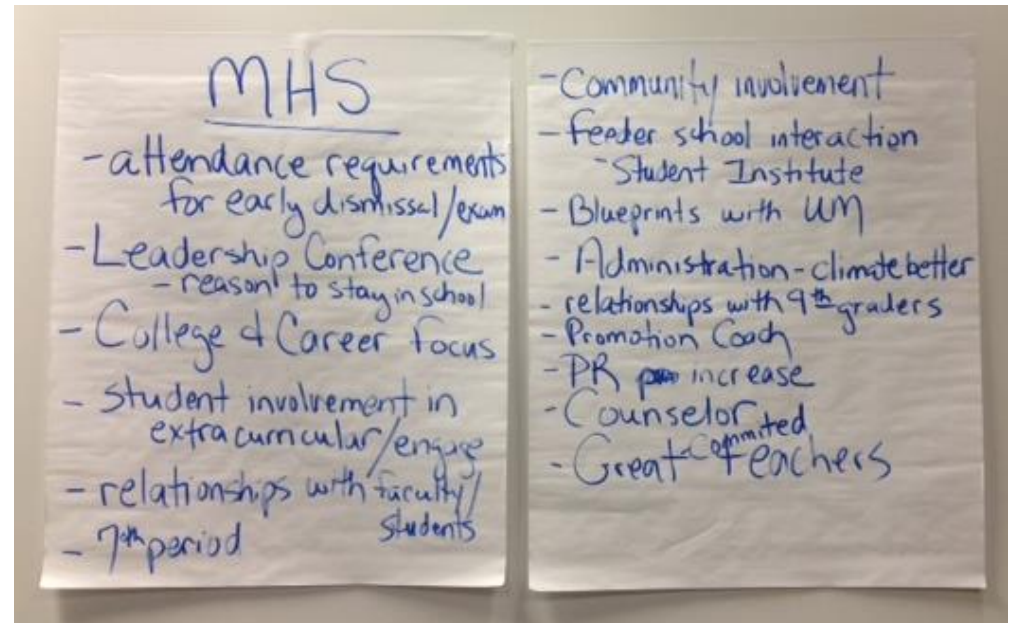 MHS
- attendance requirements
for early dismissal/exam
- Leadership Conference
- reason to stay in school
- College & Career focus
- student involvement in
extracurricular/engage
- relationships with faculty/
students
- 7th period
- Community involvement
- feeder school interaction
- Student Institute
- Blueprints with UM
- Administration - climate better
- relationships with 9th graders
- Promotion Coach
- PR increase
- Counselor
- Great Commited Teachers